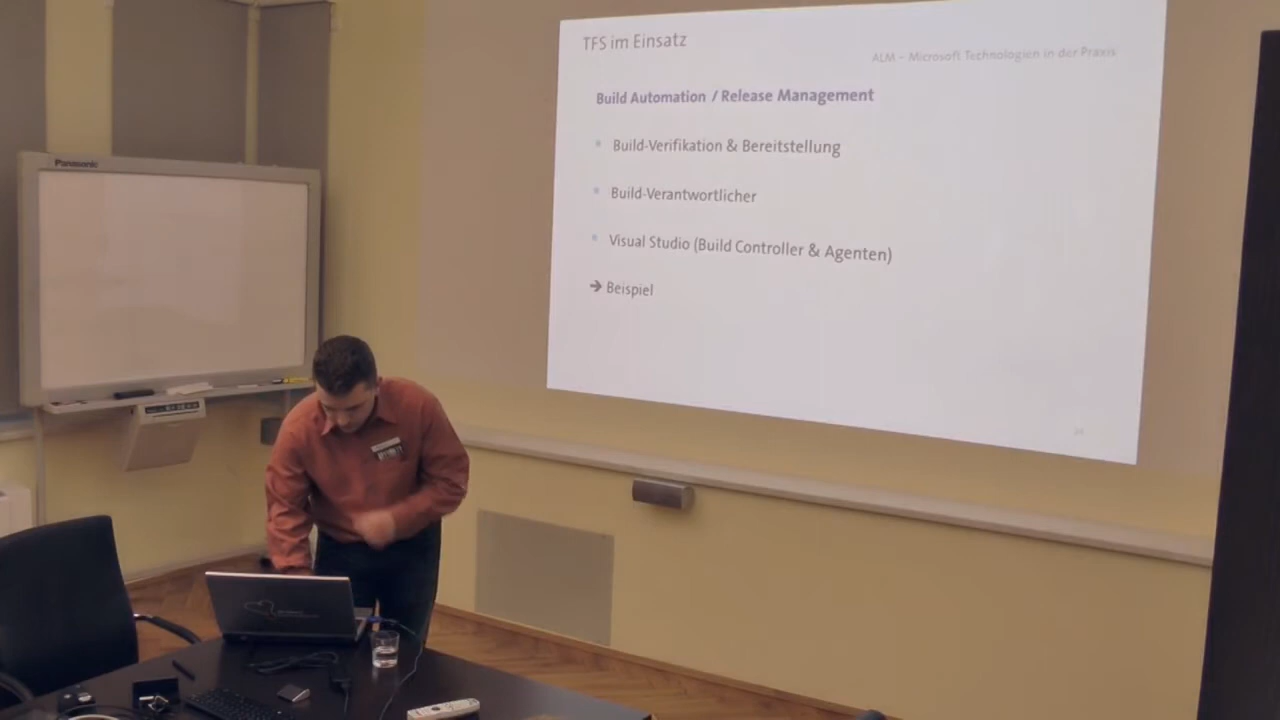 TFS im Einsatz
ALM – Microsoft Technologien in der Praxis
Build Automation / Release Management
Build-Verifikation & Bereitstellung
Build-Verantwortlicher
Visual Studio (Build Controller & Agenten)
➔ Beispiel
Panasonic